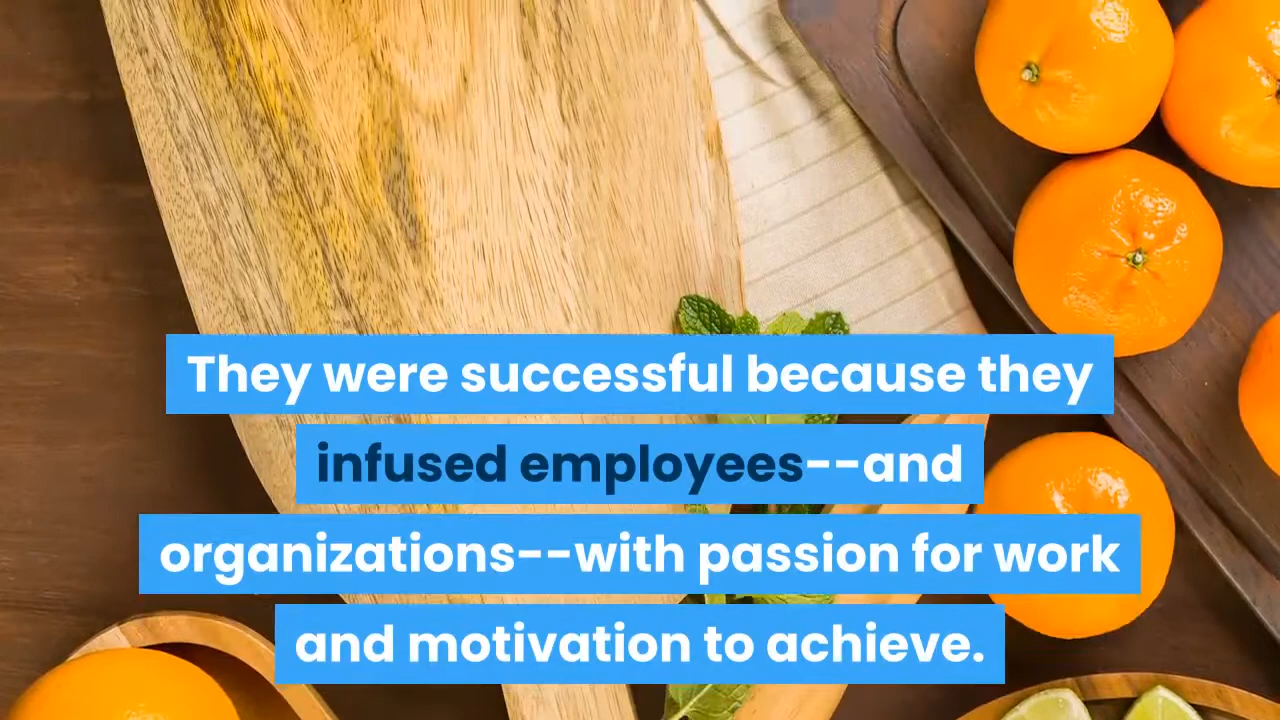 They were successful because they
infused employees--and
organizations--with passion for work
and motivation to achieve.